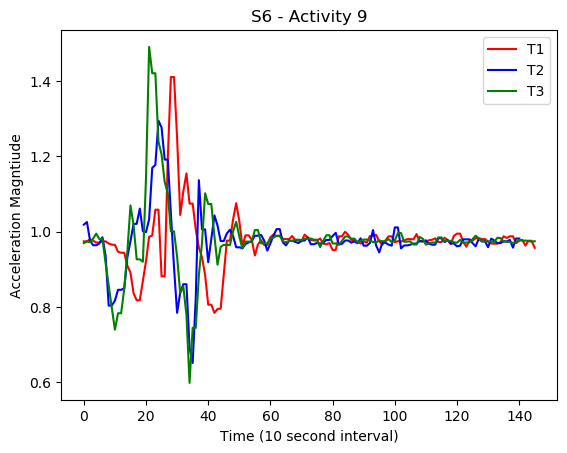 S6 - Activity 9
T1
T2
T3
1.4
1.2
1.0
0.8
0.6
Acceleration Magntiude
0
20
40
60
80
100
120
140
Time (10 second interval)